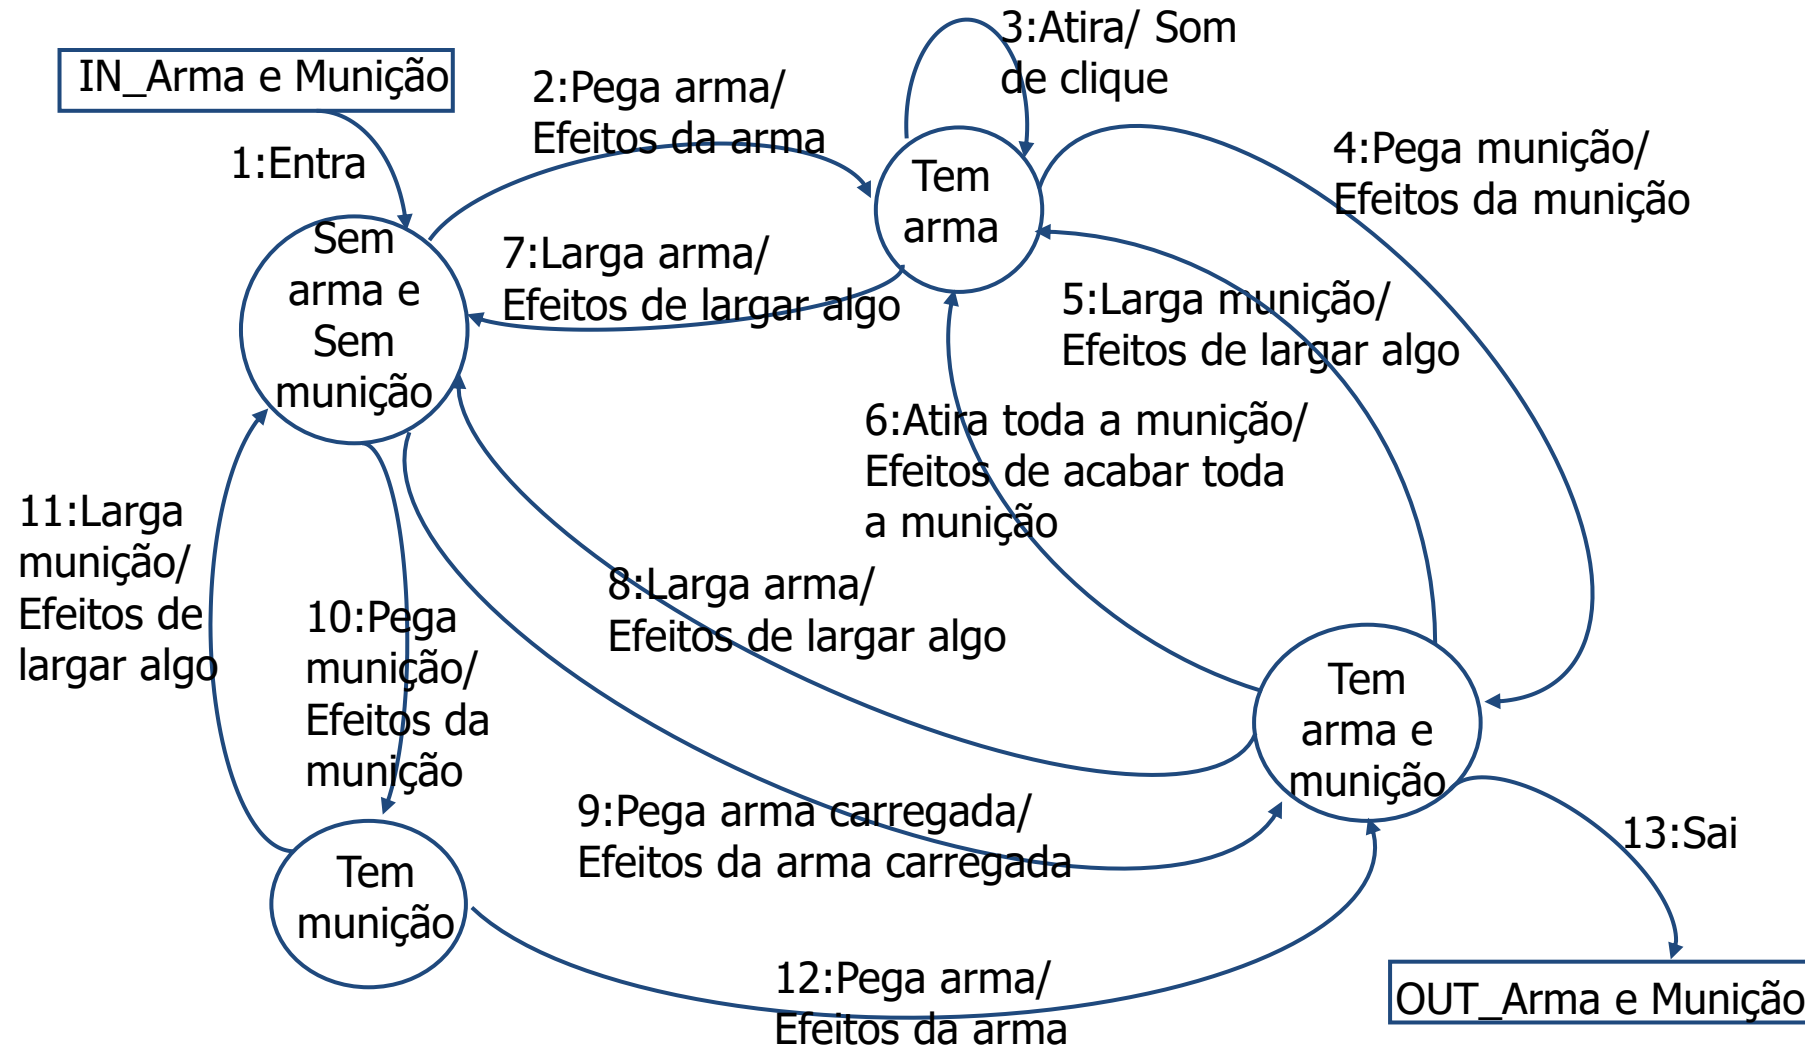 IN_Arma e Munição
1:Entra
2:Pega arma/
Efeitos da arma
3:Atira/ Som
de clique
Tem
arma
4:Pega munição/
Efeitos da munição
Sem
arma e
Sem
munição
7:Larga arma/
Efeitos de largar algo
5:Larga munição/
Efeitos de largar algo
6:Atira toda a munição/
Efeitos de acabar toda
a munição
11:Larga
munição/
Efeitos de
largar algo
10:Pega
munição/
Efeitos da
munição
8:Larga arma/
Efeitos de largar algo
Tem
arma e
munição
9:Pega arma carregada/
Efeitos da arma carregada
13:Sai
Tem
munição
12:Pega arma/
Efeitos da arma
OUT_Arma e Munição